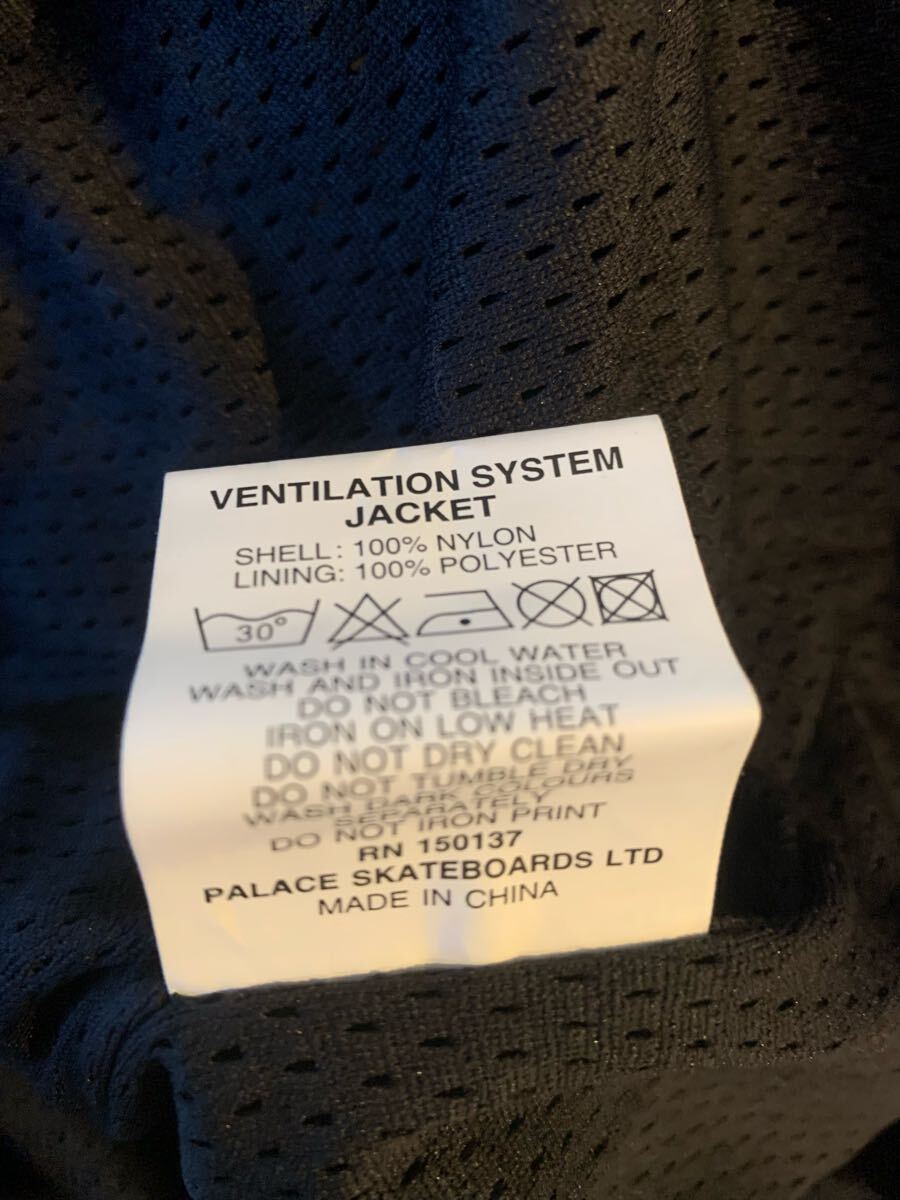 VENTILATION SYSTEM
JACKET
SHELL: 100% NYLON
LINING: 100% POLYESTER
30°
WASH IN COOL WATER
WASH AND IRON INSIDE OUT
DO NOT BLEACH
IRON ON LOW HEAT
DO NOT DRY CLEAN
DO NOT TUMBLE DRY
WASH DARK COLOURS
SEPARATELY
DO NOT IRON PRINT
RN 150137
PALACE SKATEBOARDS LTD
MADE IN CHINA